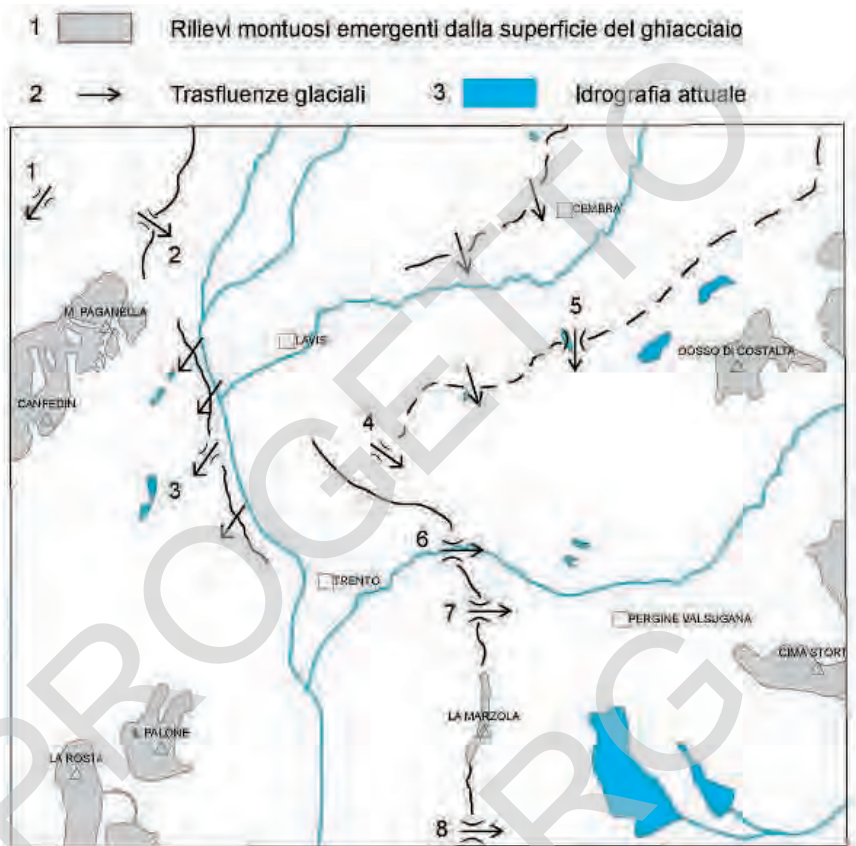 1 Rilievi montuosi emergenti dalla superficie del ghiacciaio
2 Trasfluenze glaciali 3 Idrografia attuale
1
CEMBRA
2
M. PAGANELLA
5
LAVIS
DOSSO DI COSTALTA
CANFEDIN
4
3
6
TRENTO
7
PERGINE VALSUGANA
CIMA STORT
LA MARZOLA
IL PALONE
LA ROSTA
8
PROGETTO
CARG